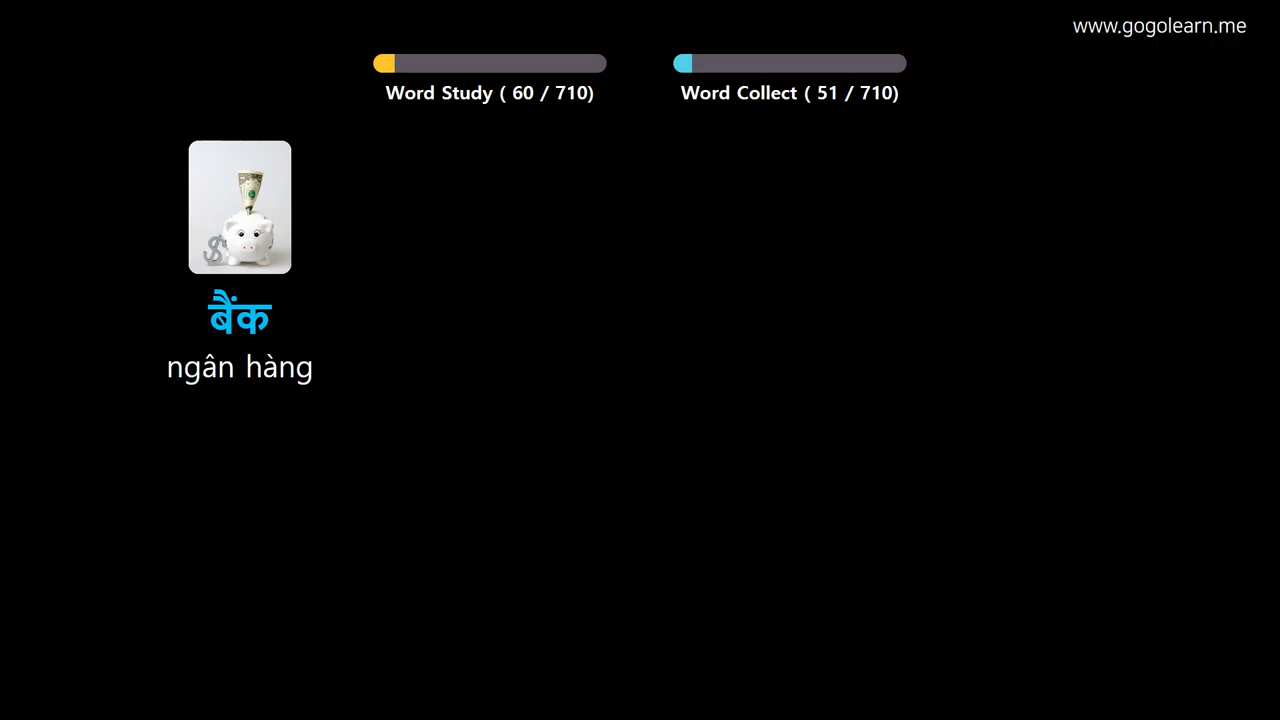 www.gogolearn.me
Word Study ( 60 / 710)
Word Collect ( 51 / 710)
बैंक
ngân hàng